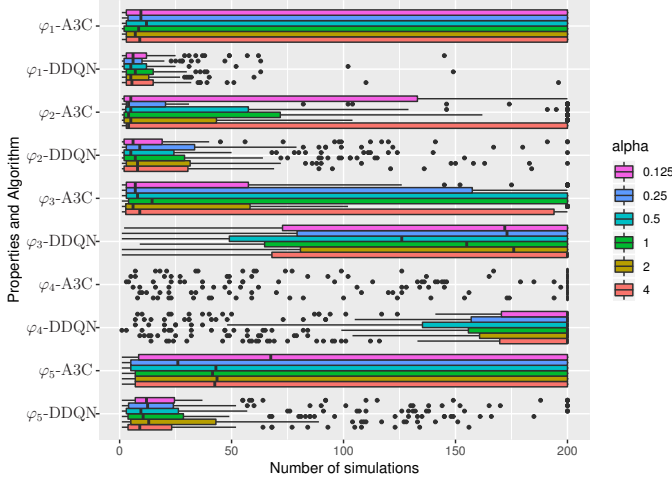 Properties and Algorithm
φ1-A3C
φ1-DDQN
φ2-A3C
φ2-DDQN
φ3-A3C
φ3-DDQN
φ4-A3C
φ4-DDQN
φ5-A3C
φ5-DDQN
0 50 100 150 200
Number of simulations
alpha
0.125
0.25
0.5
1
2
4